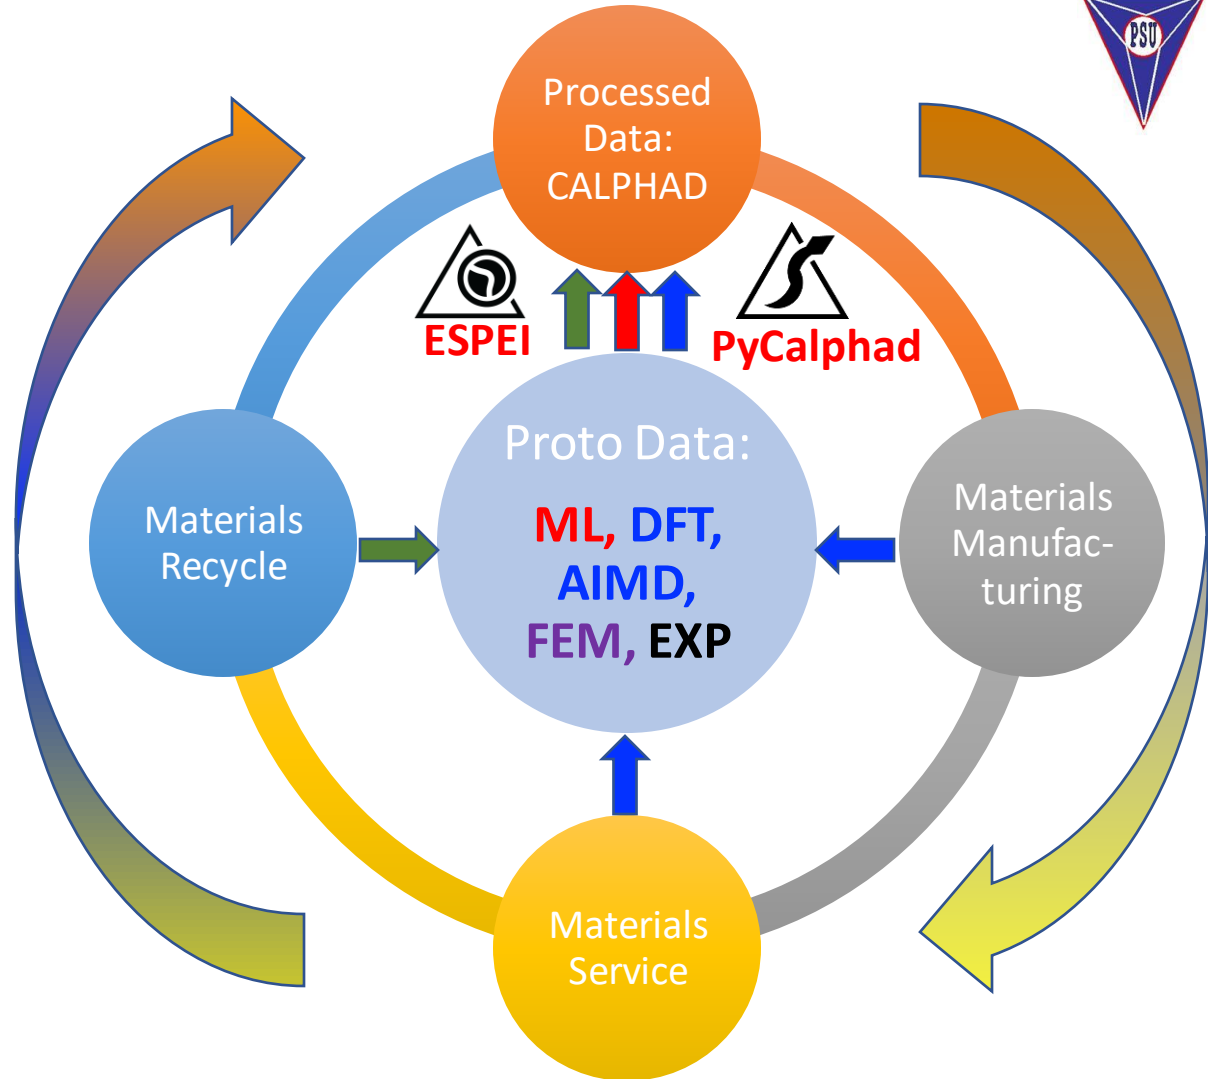 PSU
Processed
Data:
CALPHAD
ESPEI
PyCalphad
Proto Data:
ML, DFT,
AIMD,
FEM, EXP
Materials
Recycle
Materials
Manufac-
turing
Materials
Service